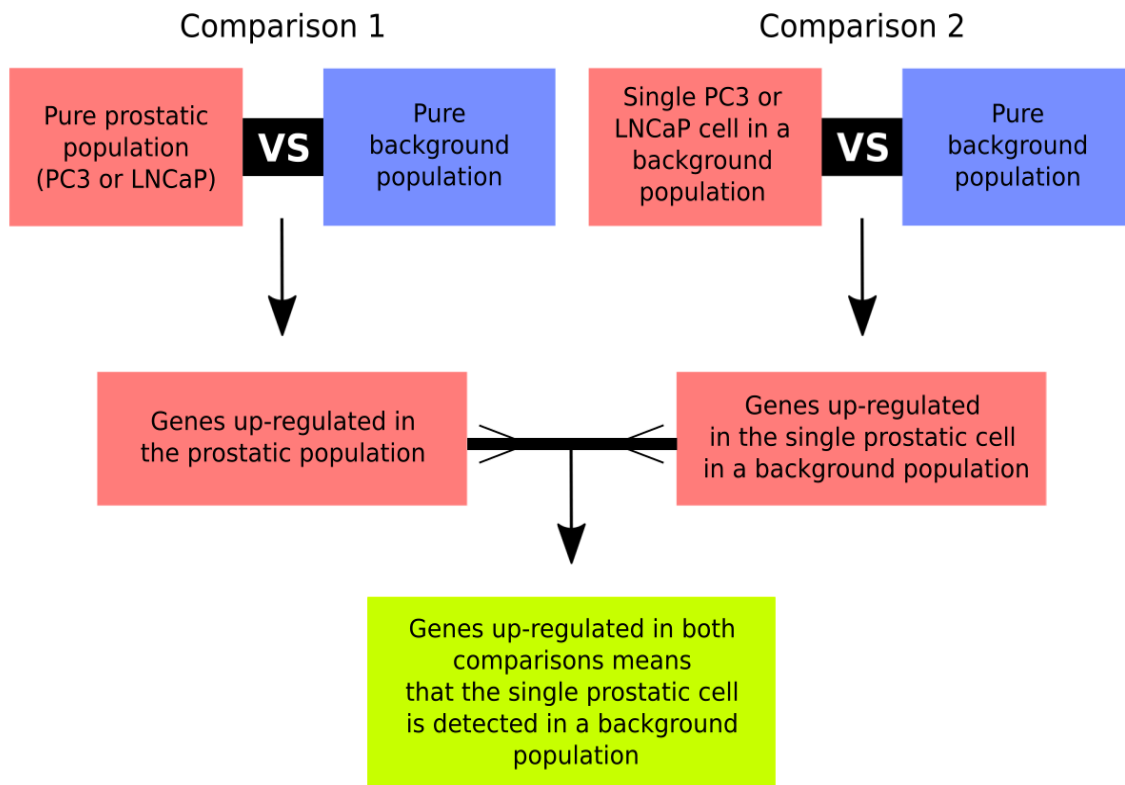 Comparison 1
Pure prostatic
population
(PC3 or LNCaP)
VS
Pure
background
population
Comparison 2
Single PC3 or
LNCaP cell in a
background
population
VS
Pure
background
population
Genes up-regulated in
the prostatic population
Genes up-regulated
in the single prostatic cell
in a background population
Genes up-regulated in both
comparisons means
that the single prostatic cell
is detected in a background
population